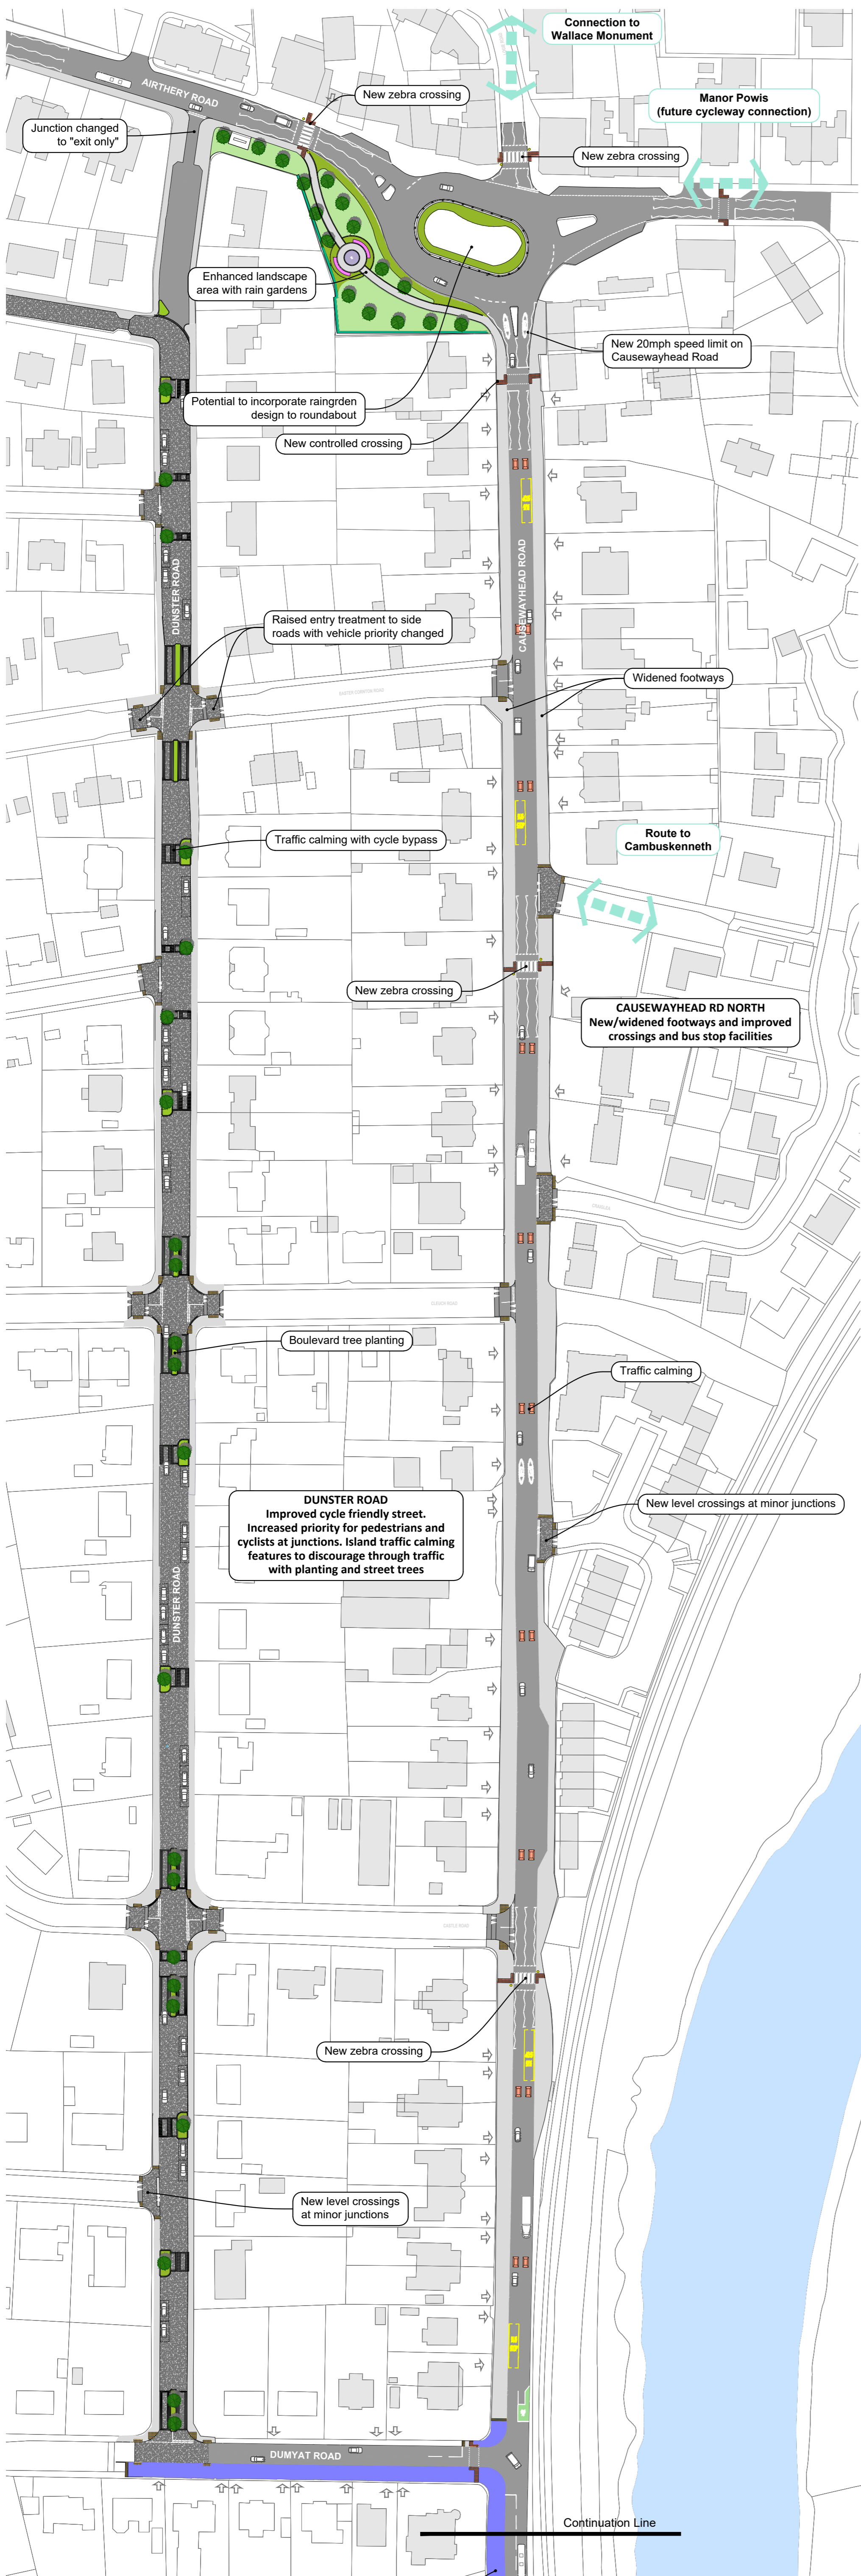 Connection to
Wallace Monument
AIRTHERY ROAD
New zebra crossing
Manor Powis
(future cycleway connection)
Junction changed
to "exit only"
New zebra crossing
Enhanced landscape
area with rain gardens
New 20mph speed limit on
Causewayhead Road
Potential to incorporate raingrden
design to roundabout
New controlled crossing
CAUSEWAYHEAD ROAD
DUNSTER ROAD
Raised entry treatment to side
roads with vehicle priority changed
Widened footways
Traffic calming with cycle bypass
Route to
Cambuskenneth
New zebra crossing
CAUSEWAYHEAD RD NORTH
New/widened footways and improved
crossings and bus stop facilities
Boulevard tree planting
Traffic calming
DUNSTER ROAD
Improved cycle friendly street.
Increased priority for pedestrians and
cyclists at junctions. Island traffic calming
features to discourage through traffic
with planting and street trees
New level crossings at minor junctions
DUNSTER ROAD
CASTLE ROAD
New zebra crossing
New level crossings
at minor junctions
DUMYAT ROAD
Continuation Line